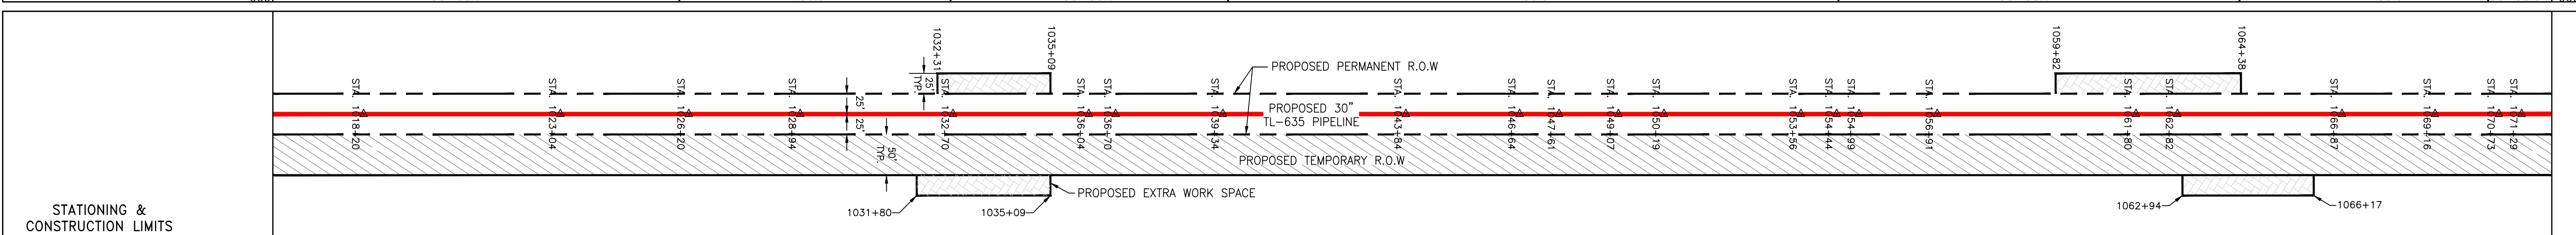 1032+31
1035+09
1059+82
1064+38
PROPOSED PERMANENT R.O.W
25'
TYP.
STA. 1018+20
STA. 1023+04
STA. 1026+20
STA. 1028+94
25'
25'
STA. 1032+70
STA. 1036+04
STA. 1036+70
STA. 1039+34
PROPOSED 30"
TL-635 PIPELINE
STA. 1043+84
STA. 1046+64
STA. 1047+61
STA. 1049+07
STA. 1050+19
STA. 1053+56
STA. 1054+44
STA. 1054+99
STA. 1056+91
STA. 1061+80
STA. 1062+82
STA. 1066+87
STA. 1069+16
STA. 1070+73
STA. 1071+29
50'
TYP.
PROPOSED TEMPORARY R.O.W
PROPOSED EXTRA WORK SPACE
1031+80
1035+09
1062+94
1066+17
STATIONING &
CONSTRUCTION LIMITS